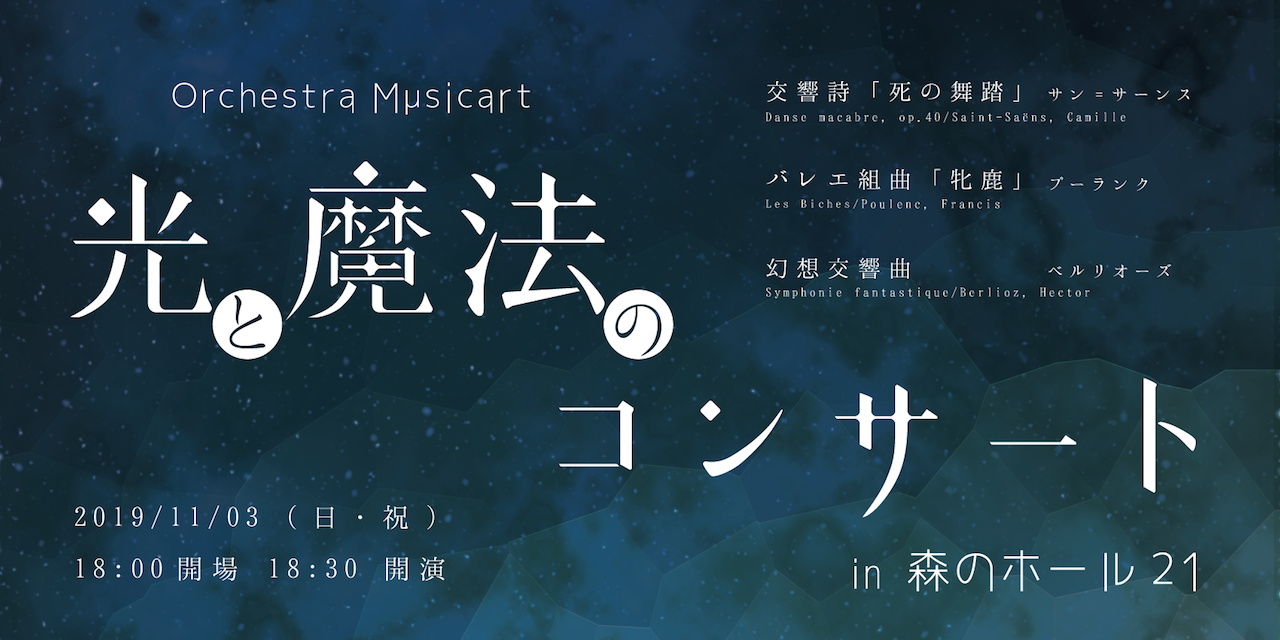 Orchestra Mμsicart
光と魔法の
コンサート
交響詩「死の舞踏」 サン=サーンス
Danse macabre, op.40/Saint-Saëns, Camille
バレエ組曲「牝鹿」 プーランク
Les Biches/Poulenc, Francis
幻想交響曲 ベルリオーズ
Symphonie fantastique/Berlioz, Hector
2019/11/03 (日・祝)
18:00開場 18:30 開演
in 森のホール21